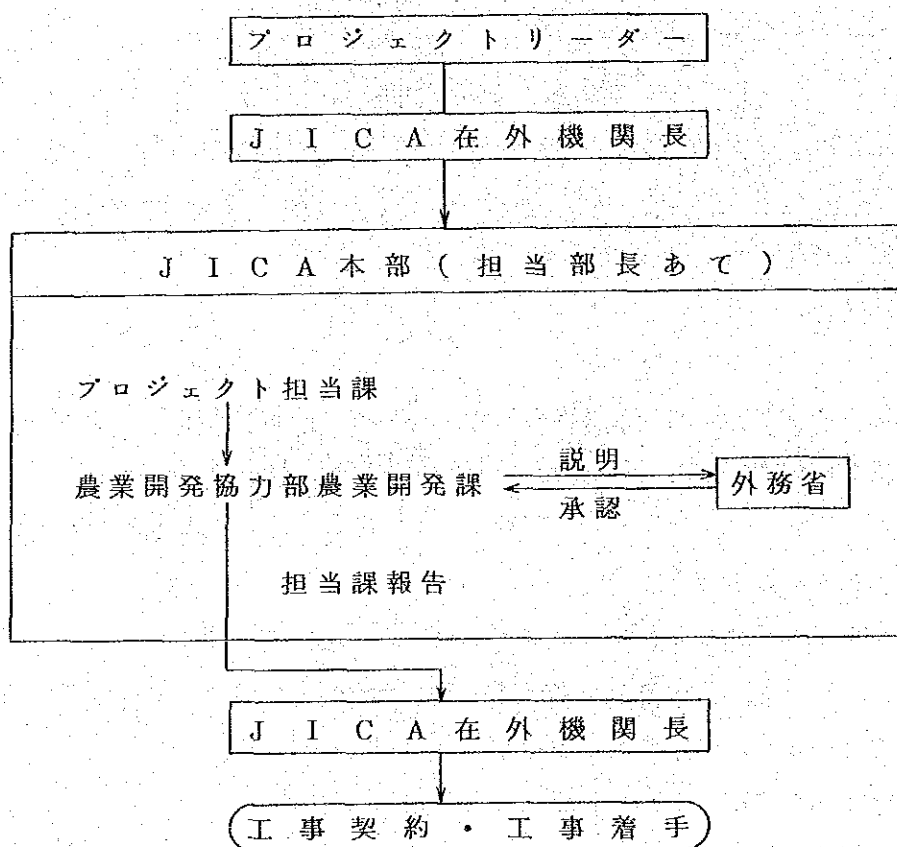 プロジェクトリーダー
JICA在外機関長
JICA本部(担当部長あて)
プロジェクト担当課
農業開発協力部農業開発課
説明
承認
外務省
担当課報告
JICA在外機関長
工事契約・工事着手